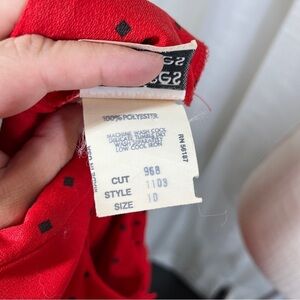 100% POLYESTER
MACHINE WASH COOL
DELICATE TUMBLE DRY
LOW COOL IRON
RN 56187
CUT 968
STYLE 1103
SIZE 10